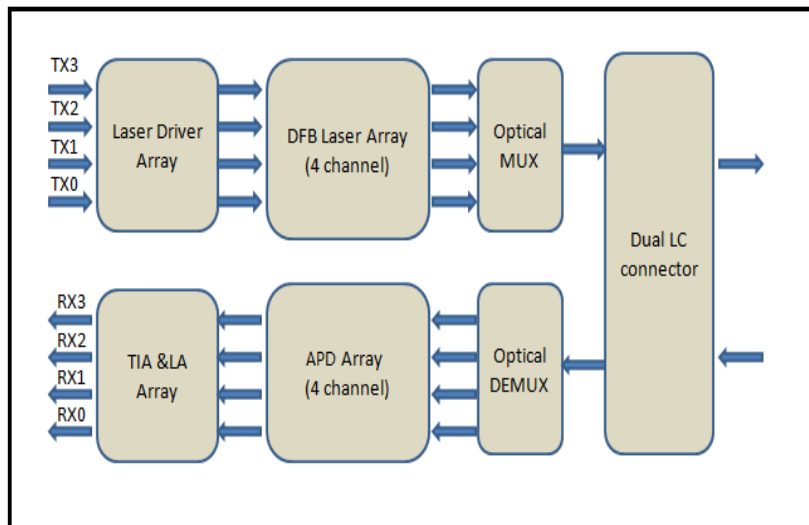 TX3
TX2
TX1
TX0
Laser Driver
Array
DFB Laser Array
(4 channel)
Optical
MUX
Dual LC
connector
RX3
RX2
RX1
RX0
TIA &LA
Array
APD Array
(4 channel)
Optical
DEMUX